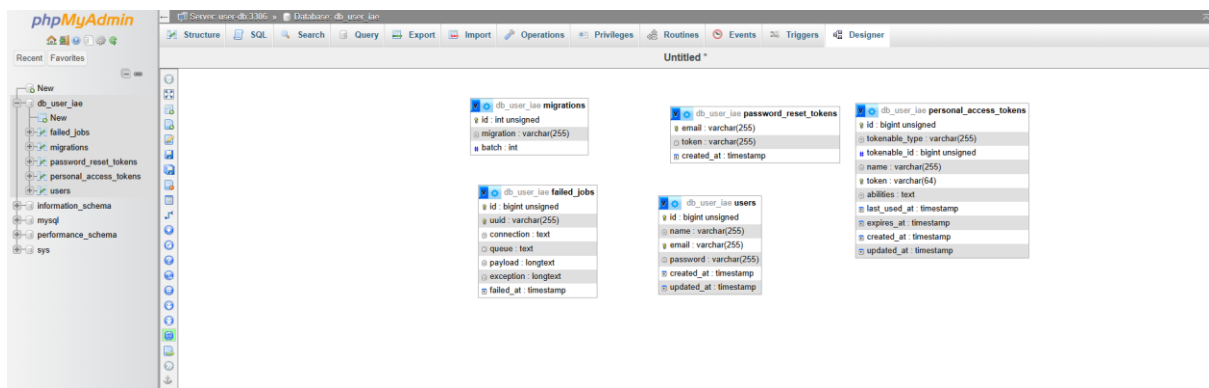 phpMyAdmin
Recent Favorites
New
db_user_iae
New
failed_jobs
migrations
password_reset_tokens
personal_access_tokens
users
information_schema
mysql
performance_schema
sys
Server: user-db:3306 » Database: db_user_iae
Structure SQL Search Query Export Import Operations Privileges Routines Events Triggers Designer
Untitled *
db_user_iae migrations
id : int unsigned
migration : varchar(255)
batch : int
db_user_iae password_reset_tokens
email : varchar(255)
token : varchar(255)
created_at : timestamp
db_user_iae personal_access_tokens
id : bigint unsigned
tokenable_type : varchar(255)
tokenable_id : bigint unsigned
name : varchar(255)
token : varchar(64)
abilities : text
last_used_at : timestamp
expires_at : timestamp
created_at : timestamp
updated_at : timestamp
db_user_iae failed_jobs
id : bigint unsigned
uuid : varchar(255)
connection : text
queue : text
payload : longtext
exception : longtext
failed_at : timestamp
db_user_iae users
id : bigint unsigned
name : varchar(255)
email : varchar(255)
password : varchar(255)
created_at : timestamp
updated_at : timestamp